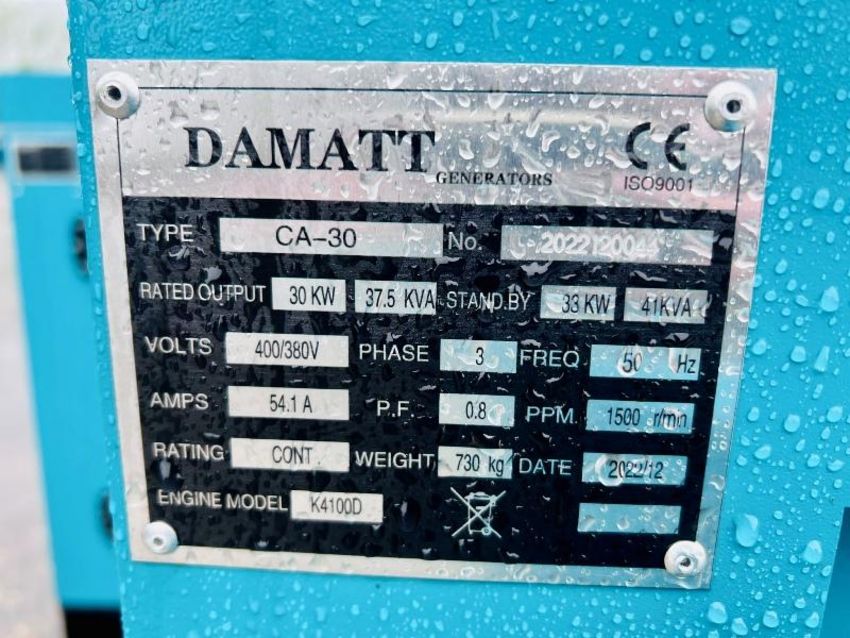 DAMATT
GENERATORS
CE
ISO9001
TYPE CA-30 No. 2022120044
RATED OUTPUT 30 KW 37.5 KVA STAND.BY 33 KW 41KVA
VOLTS 400/380V PHASE 3 FREQ 50 Hz
AMPS 54.1 A P.F. 0.8 PPM 1500 r/min
RATING CONT. WEIGHT 730 kg DATE 2022/12
ENGINE MODEL K4100D